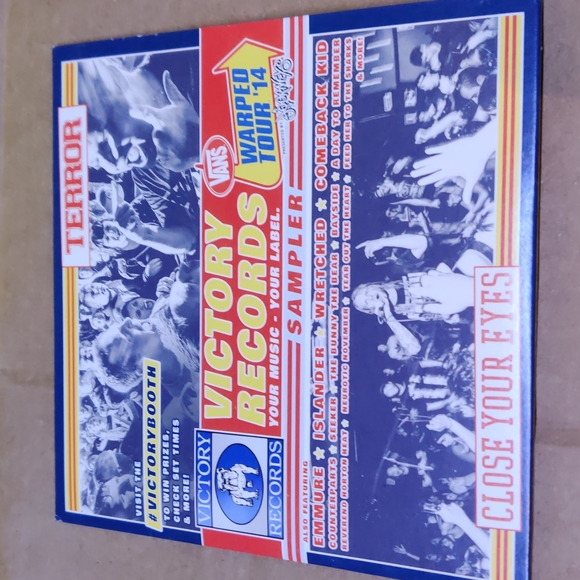 TERROR
VISIT THE
#VICTORYBOOTH
TO WIN PRIZES,
CHECK SET TIMES
& MORE!
VANS
WARPED
TOUR '14
PRESENTED BY
VICTORY
RECORDS
YOUR MUSIC - YOUR LABEL.
SAMPLER
VICTORY
RECORDS
ALSO FEATURING
EMMURE ★ ISLANDER ★ WRETCHED ★ COMEBACK KID
COUNTERPARTS ★ SEEKER ★ THE BUNNY THE BEAR ★ BAYSIDE ★ A DAY TO REMEMBER
REVEREND HORTON HEAT ★ NEUROTIC NOVEMBER ★ TEAR OUT THE HEART ★ FEED HER TO THE SHARKS
& MORE!
CLOSE YOUR EYES